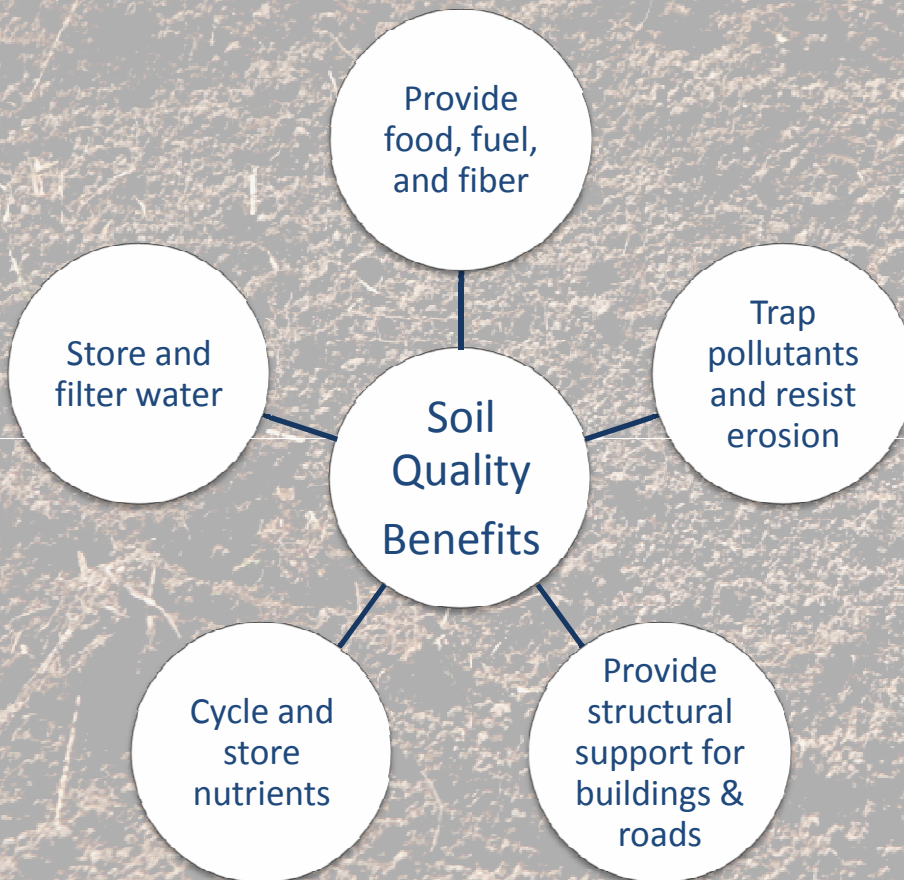 Provide
food, fuel,
and fiber
Trap
pollutants
and resist
erosion
Provide
structural
support for
buildings &
roads
Cycle and
store
nutrients
Store and
filter water
Soil
Quality
Benefits